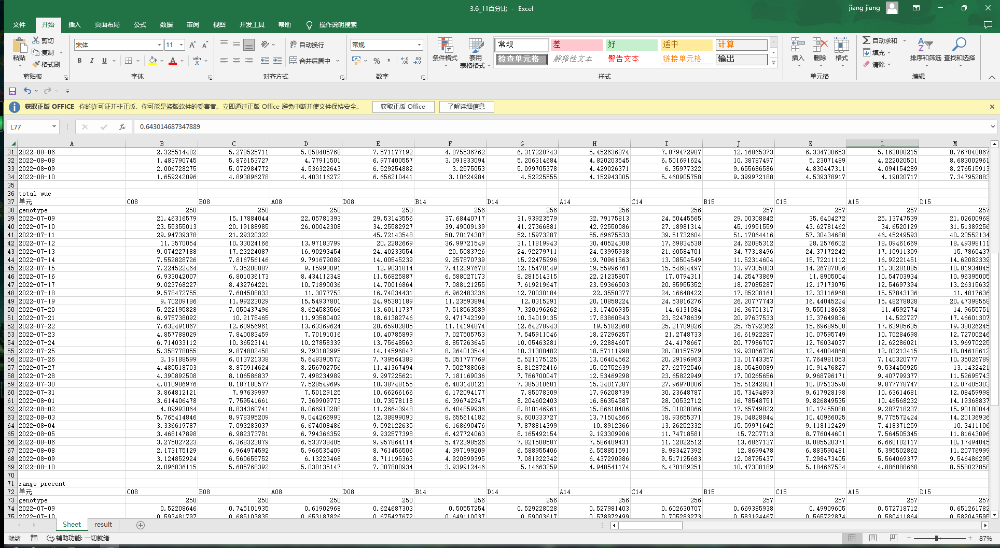 3.6_11百分比 - Excel
jiang jiang
文件 开始 插入 页面布局 公式 数据 审阅 视图 开发工具 帮助 操作说明搜索
粘贴 剪切 复制 格式刷 剪贴板
宋体 11 B I U A wén 字体
ab 自动换行 合并后居中 对齐方式
常规 % 数字
条件格式 套用表格格式
常规 差 好 适中 计算
检查单元格 解释性文本 警告文本 链接单元格 输出
样式
插入 删除 格式 单元格
自动求和 填充 清除 排序和筛选 查找和选择 编辑
获取正版 OFFICE 你的许可证并非正版，你可能是盗版软件的受害者。立即通过正版 Office 避免中断并使文件保持安全。 获取正版 Office 了解详细信息
L77 fx 0.643014687347889
A B C D E F G H I J K L M
31 2022-08-06 2.325514402 5.278525711 5.058405768 7.571177192 4.075536762 6.317220743 5.452636874 7.879472987 12.16865373 6.334730653 5.163888215 8.767040867
32 2022-08-08 1.483790745 5.876153727 4.77911501 6.977400557 3.091833094 5.206314684 4.820203545 6.501691624 10.38787497 5.23071489 4.222020501 8.683002961
33 2022-08-09 2.006728275 5.072984772 4.536322643 6.529254882 3.2575053 5.099705378 4.429026371 6.35977322 9.655686586 4.830447311 4.094154289 8.276515913
34 2022-08-10 1.659242096 4.893896278 4.403116272 6.656210441 3.10624984 4.52225555 4.152943005 5.460905758 9.399972188 4.539378917 4.19020717 7.347952883
35
36 total wue
37 单元 C08 B08 A08 D08 B14 D14 A14 C14 B15 C15 A15 D15
38 genotype 250 250 250 250 256 256 256 256 257 257 257 257
39 2022-07-09 21.46316579 15.17884044 22.05781393 29.53143556 37.68440717 31.93923579 32.79175813 24.50445565 29.00308842 35.6404272 25.13747539 21.02600968
40 2022-07-10 23.55355013 20.19188985 26.00042308 34.25582927 39.49009139 41.27366881 42.92550086 27.18981314 45.19951559 43.62781462 34.6520129 31.51389256
41 2022-07-11 29.94739378 21.29320322 45.72143548 50.70174307 52.15973287 55.69675533 39.51732604 51.17064416 57.30434688 46.45249593 40.20552134
42 2022-07-12 11.3570054 10.33024166 13.97183799 20.2282669 36.99721549 31.11819943 30.40524308 17.69834538 24.62085312 28.2576602 18.09461669 18.49398111
43 2022-07-13 9.074227188 17.23224087 16.90293454 24.40233554 20.5083726 24.92279711 24.53995938 21.60584701 34.77318496 24.37172242 17.10911309 15.7860437
44 2022-07-14 7.552828726 7.816756146 9.791679089 14.00545239 9.257870739 15.22475996 19.70961563 13.08504549 11.52314604 15.72211112 16.92221451 14.62082339
45 2022-07-15 7.224522464 7.35208887 9.15993091 12.9031814 7.412297678 12.15478149 19.55996761 15.54684497 13.97305803 14.26787086 11.30281085 10.81934845
46 2022-07-16 6.933042007 6.801036173 8.434112348 11.56825887 6.588027173 8.281514315 22.21235807 17.0794311 14.25473869 11.8905004 10.54703934 10.96395005
47 2022-07-17 9.023768227 8.432764221 10.71890036 14.70016864 7.088121255 7.619219647 23.59366503 20.85955352 18.27085287 12.17173075 12.54697394 13.26315632
48 2022-07-18 9.578472755 7.604508833 11.3077753 16.74034431 6.962483236 12.70030184 22.3550377 24.16648422 17.85208161 12.33116968 15.57843136 11.4817636
49 2022-07-19 9.70209186 11.99223029 15.54937801 24.95381189 11.23593894 12.0315291 20.10858224 24.53816276 26.20777743 16.44045224 15.48278828 20.47398558
50 2022-07-20 5.222195828 7.050437496 8.624583566 13.60111737 7.518563589 7.320196262 13.17406935 14.6131084 16.36751317 9.555118638 11.4592774 14.9655751
51 2022-07-21 6.975738092 10.2178465 11.93580402 18.61382746 9.471742399 10.34019135 17.83860843 23.82478639 20.97637533 13.37649836 14.522727 17.46601307
52 2022-07-22 7.632491067 12.60956961 13.63369624 20.65902805 11.14194874 12.64278943 19.5182868 25.21709826 25.75792362 15.69689508 17.63985635 19.38026245
53 2022-07-23 4.857788029 7.840083459 7.70191016 10.40785899 7.027505753 7.545911046 18.27296257 21.2748733 16.61922287 10.07595749 10.70284698 12.72700246
54 2022-07-24 6.714033112 10.36523141 10.27858339 13.75648563 8.857263645 10.05463281 19.22884607 24.4178667 20.77986707 12.76034037 12.62286021 13.96970225
55 2022-07-25 5.358778055 9.874802458 9.793182995 14.14596847 8.264013544 10.31300482 18.57111998 28.00157579 19.93066726 12.44004868 12.03213415 18.04618612
56 2022-07-26 3.19188599 6.013721338 5.648390572 7.739564388 5.051777769 5.521175125 13.06404562 20.29196963 13.01743357 7.764981053 7.140320777 10.35026789
57 2022-07-27 4.480518703 8.875914624 8.256702756 11.41367494 7.502788068 8.812872416 15.02752639 27.62792546 18.05480089 10.91476827 9.534450925 13.1432421
58 2022-07-28 4.390892508 8.106586837 7.498234989 9.997225621 7.181169036 7.766700047 12.53469298 23.65822949 17.00265656 9.968796171 9.407799377 11.52695743
59 2022-07-30 4.010986976 8.187180577 7.528549699 10.38748155 6.403140121 7.385310681 15.34017287 27.96970006 15.51242821 10.07513598 9.877778747 12.07405303
60 2022-07-31 3.864812121 7.97639997 7.50129125 10.66266166 6.172094177 7.85078309 17.96208739 30.23648787 15.73494893 9.617928198 10.63614681 12.08459998
61 2022-08-01 3.614406478 7.759541661 7.369909773 10.73578118 6.396742947 8.204602403 16.86354587 28.00532712 16.78548751 9.826849535 10.46568232 14.19368837
62 2022-08-02 4.09993064 8.834360741 8.066910288 11.26643948 6.404859936 8.810146961 15.86618406 25.01028066 17.65749822 10.17455088 9.287718237 15.90180044
63 2022-08-03 5.765414846 8.978395209 9.044266993 12.38899093 8.655614182 9.600333727 13.71504666 18.93655371 19.04828844 10.40966025 9.775572424 14.20136936
64 2022-08-04 3.336619787 7.093283037 6.674008486 9.592122635 6.168690476 7.878814399 10.8912366 13.26252332 15.59971642 9.118112429 7.418371259 10.3411106
65 2022-08-05 3.468147898 6.982373781 6.794366359 9.932577398 6.427724063 8.165492154 9.193309906 11.74718581 15.7207713 8.776044601 7.564505345 11.81643096
66 2022-08-06 3.275027223 6.368323879 6.533738405 9.957864114 5.472398526 7.821508587 7.586409431 11.12022512 13.6867137 8.085520371 6.660102117 10.17494045
67 2022-08-08 2.173175129 6.964974592 5.966535409 8.761456506 4.397199209 6.588955406 6.558851591 8.983427392 12.8699478 6.883590481 5.395502862 11.20776999
68 2022-08-09 3.124852924 6.560655752 6.13223468 8.711195363 4.920899395 7.081922342 6.437290986 9.517125683 12.08795437 7.298473405 5.564069377 9.546486295
69 2022-08-10 2.096836115 5.685768392 5.030135147 7.307800934 3.939912446 5.14663259 4.948541174 6.470189251 10.47308189 5.184667524 4.886088668 8.558027858
70
71 range precent
72 单元 C08 B08 A08 D08 B14 D14 A14 C14 B15 C15 A15 D15
73 genotype 250 250 250 250 256 256 256 256 257 257 257 257
74 2022-07-09 0.52208646 0.745101935 0.61902968 0.624687303 0.50557254 0.529228028 0.527981403 0.602630707 0.669385938 0.49909605 0.572718712 0.651261782
75 2022-07-10 0.593481797 0.685103835 0.653187826 0.675427672 0.649110037 0.59003617 0.578972499 0.705283273 0.583194467 0.565722874 0.580411864 0.582043595
Sheet result
就绪 辅助功能: 一切就绪 87%